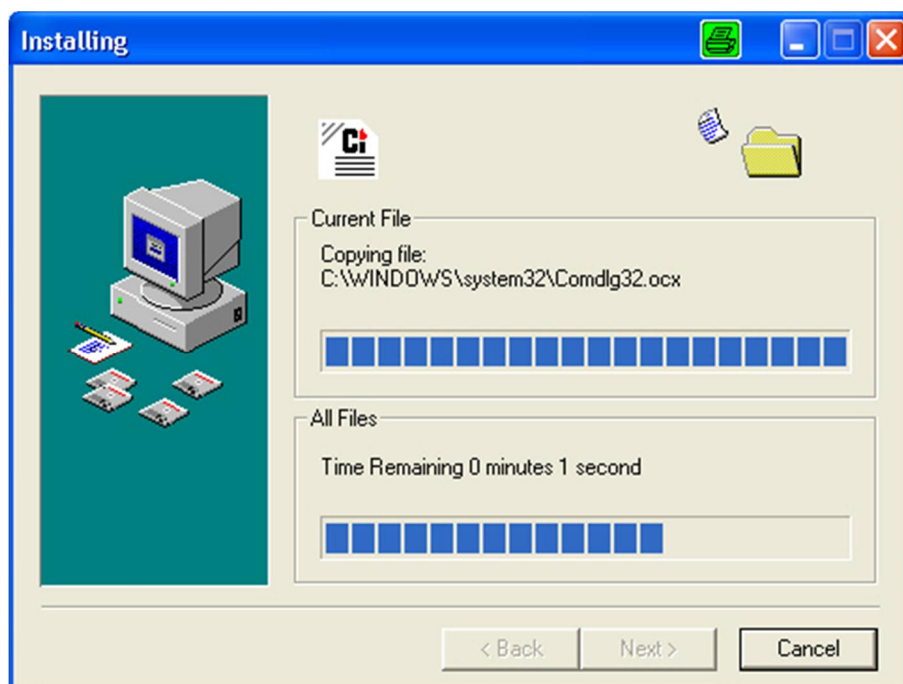 Installing
Ci
Current File
Copying file:
C:\WINDOWS\system32\Comdlg32.ocx
All Files
Time Remaining 0 minutes 1 second
< Back
Next >
Cancel